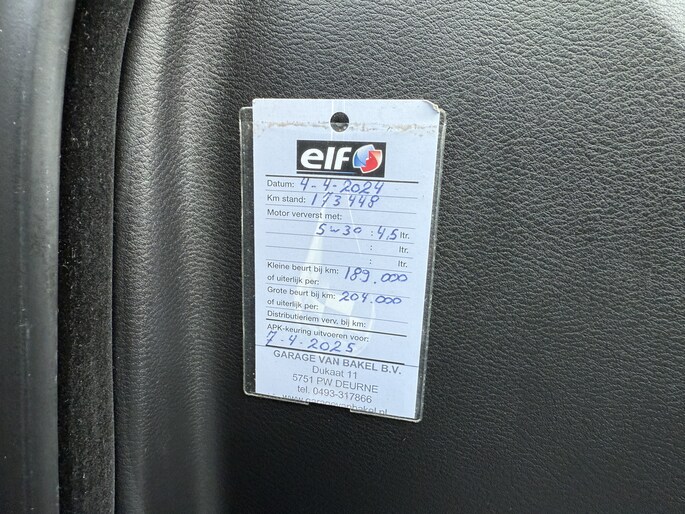 elf
Datum: 4-4-2024
Km stand: 173448
Motor ververst met:
5w30 : 4,5 ltr.
: ltr.
: ltr.
Kleine beurt bij km: 189.000
of uiterlijk per:
Grote beurt bij km: 204.000
of uiterlijk per:
Distributieriem verv. bij km:
APK-keuring uitvoeren voor:
7-4-2025
GARAGE VAN BAKEL B.V.
Dukaat 11
5751 PW DEURNE
tel. 0493-317866
www.garagevanbakel.nl